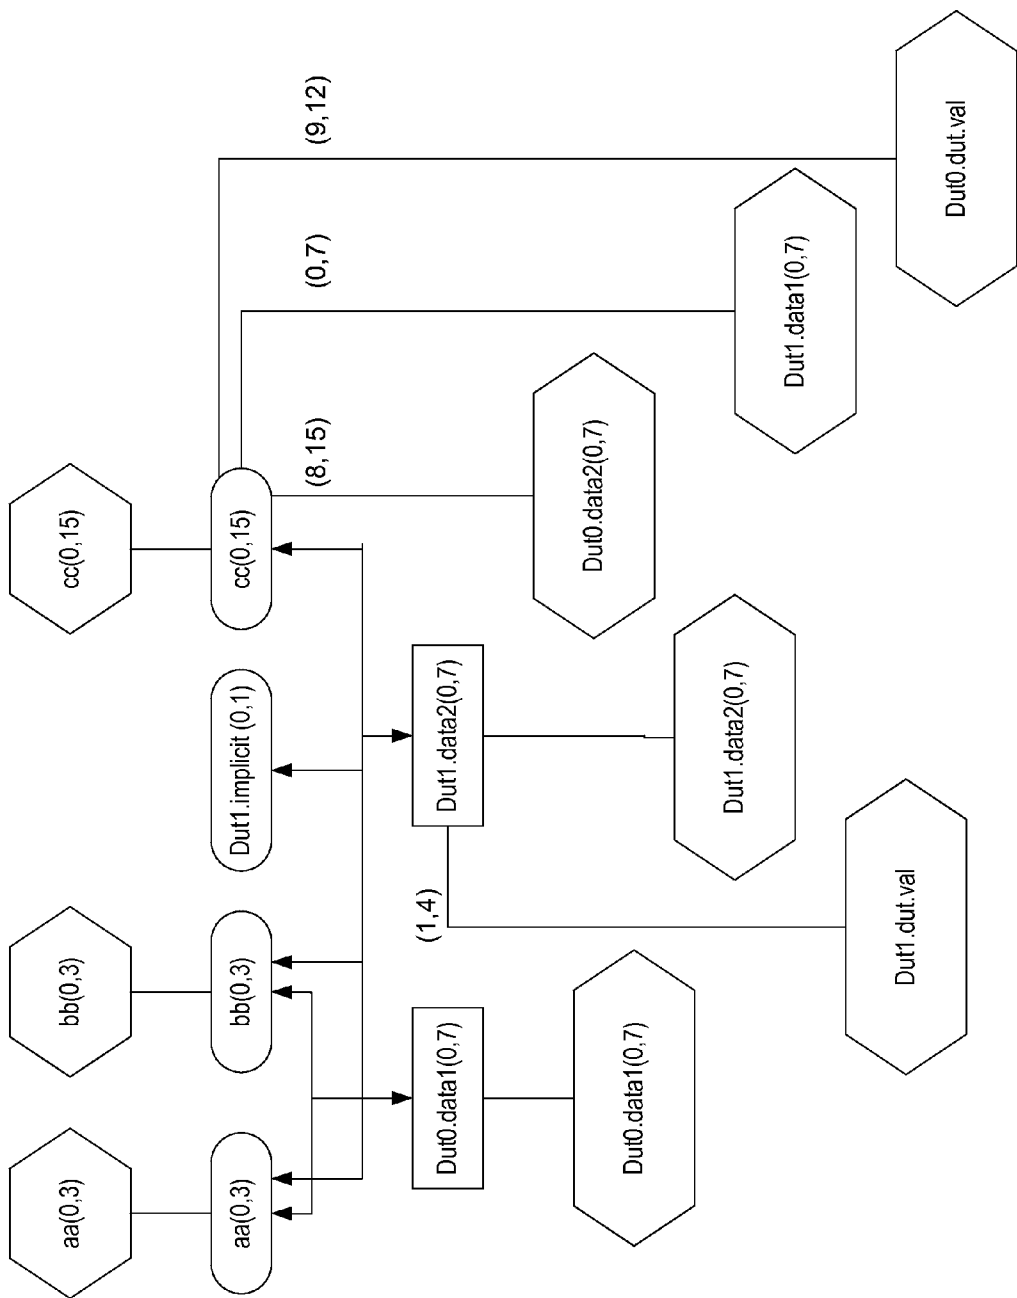 aa(0,3)
bb(0,3)
cc(0,15)
aa(0,3)
bb(0,3)
Dut1.implicit (0,1)
cc(0,15)
(8,15)
(0,7)
(9,12)
Dut0.data1(0,7)
(1,4)
Dut1.data2(0,7)
Dut0.data2(0,7)
Dut0.data1(0,7)
Dut1.data2(0,7)
Dut1.data1(0,7)
Dut1.dut.val
Dut0.dut.val